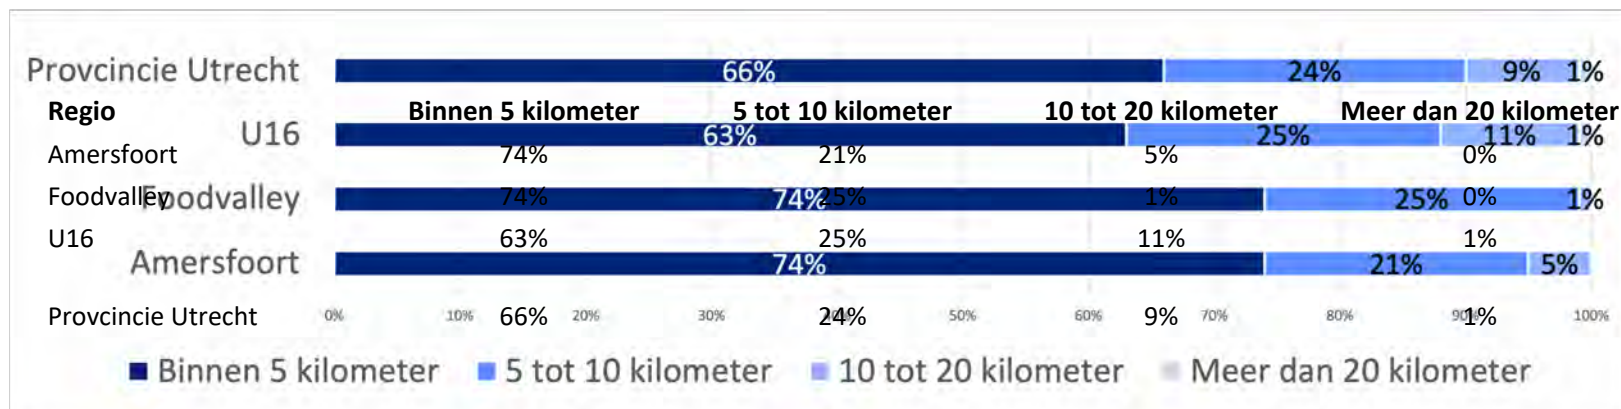 Provcincie Utrecht 66% 24% 9% 1%
Regio Binnen 5 kilometer 5 tot 10 kilometer 10 tot 20 kilometer Meer dan 20 kilometer
U16 63% 25% 11% 1%
Amersfoort 74% 21% 5% 0%
Foodvalley 74% 25% 1% 0%
Foodvalley 74% 25% 1%
U16 63% 25% 11% 1%
Amersfoort 74% 21% 5%
Provcincie Utrecht 66% 24% 9% 1%
0% 10% 20% 30% 40% 50% 60% 70% 80% 90% 100%
Binnen 5 kilometer 5 tot 10 kilometer 10 tot 20 kilometer Meer dan 20 kilometer